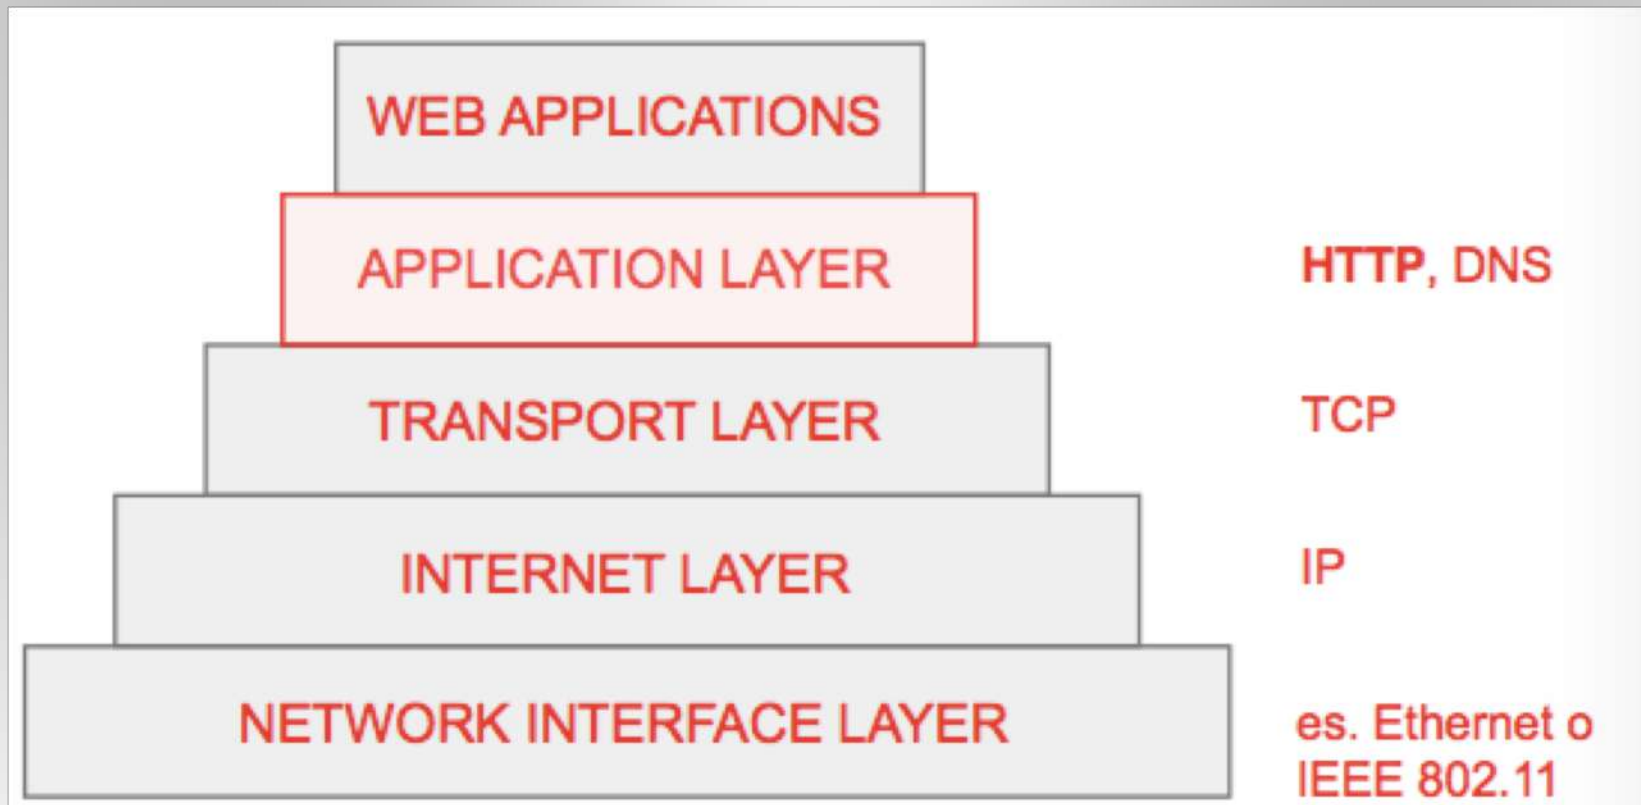 WEB APPLICATIONS
APPLICATION LAYER
HTTP, DNS
TRANSPORT LAYER
TCP
INTERNET LAYER
IP
NETWORK INTERFACE LAYER
es. Ethernet o
IEEE 802.11